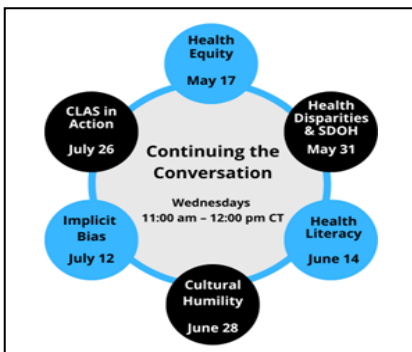 Health
Equity
May 17
Health
Disparities
& SDOH
May 31
Health
Literacy
June 14
Cultural
Humility
June 28
Implicit
Bias
July 12
CLAS in
Action
July 26
Continuing the
Conversation
Wednesdays
11:00 am – 12:00 pm CT